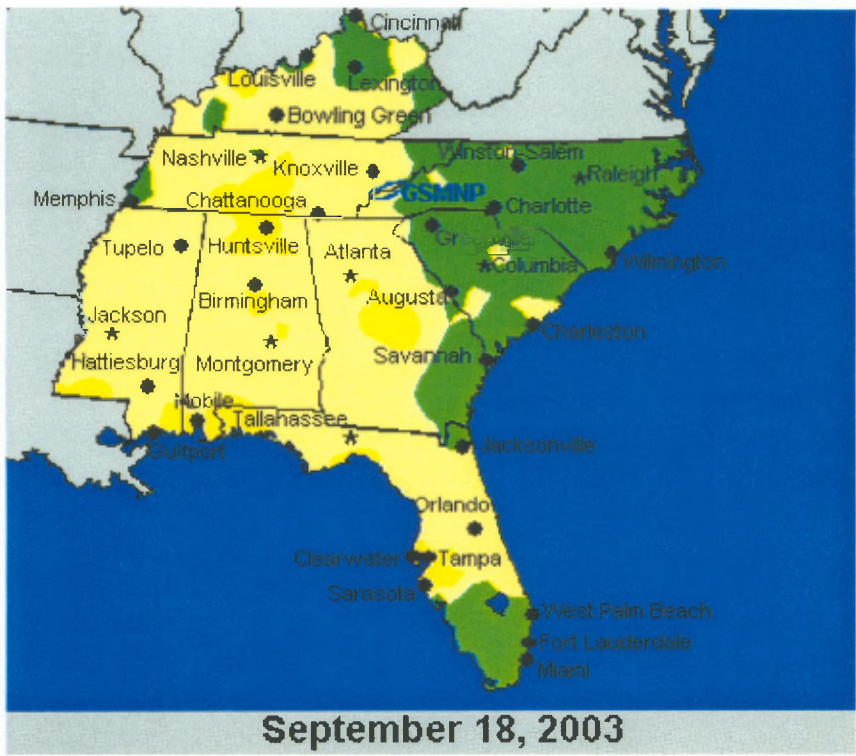 Cincinnati
Louisville
Lexington
Bowling Green
Winston-Salem
Nashville
Knoxville
Raleigh
Memphis
Chattanooga
GSMNP
Charlotte
Tupelo
Huntsville
Atlanta
Columbia
Wilmington
Birmingham
Augusta
Jackson
Charleston
Hattiesburg
Montgomery
Savannah
Mobile
Tallahassee
Gulfport
Jacksonville
Orlando
Clearwater
Tampa
Sarasota
West Palm Beach
Fort Lauderdale
Miami
September 18, 2003